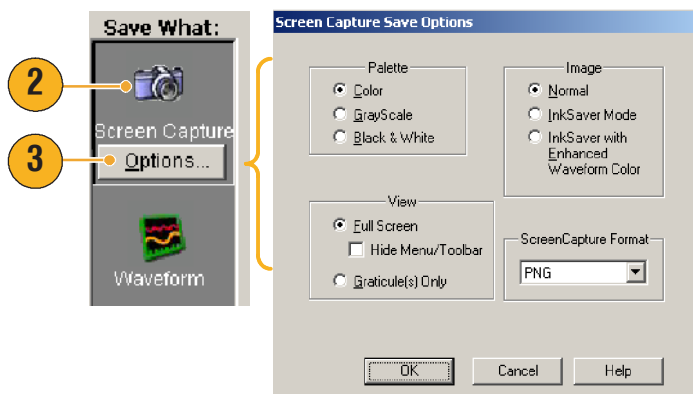 Save What:
2
Screen Capture
3
Options...
Waveform
Screen Capture Save Options
Palette
Color
GrayScale
Black & White
Image
Normal
InkSaver Mode
InkSaver with
Enhanced
Waveform Color
View
Full Screen
Hide Menu/Toolbar
Graticule(s) Only
ScreenCapture Format
PNG
OK
Cancel
Help